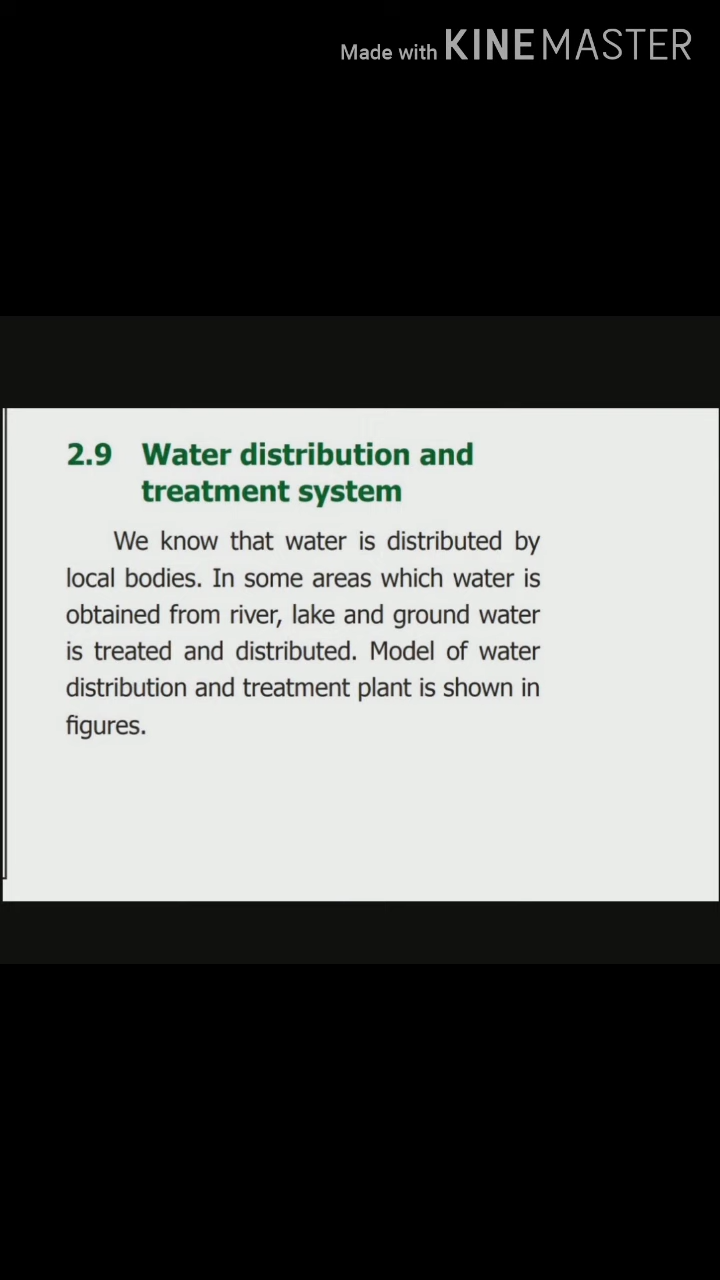 Made with KINEMASTER
2.9 Water distribution and
treatment system
We know that water is distributed by
local bodies. In some areas which water is
obtained from river, lake and ground water
is treated and distributed. Model of water
distribution and treatment plant is shown in
figures.